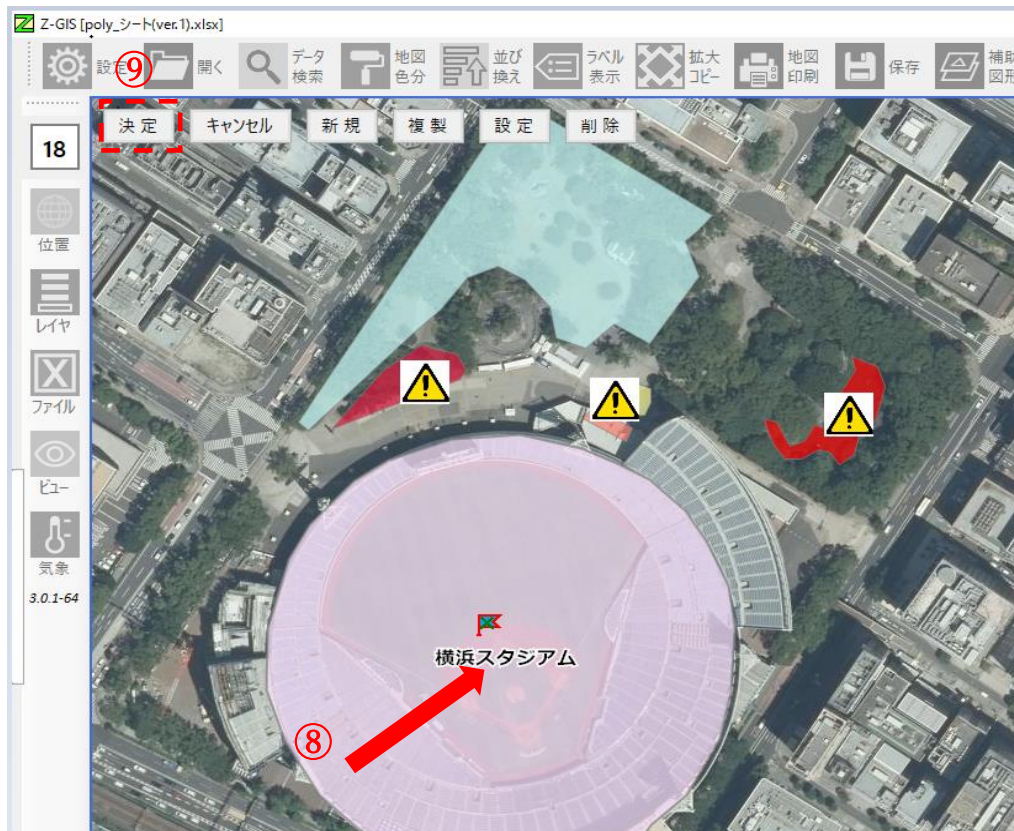 Z-GIS [poly_シート(ver.1).xlsx]
設定
⑨
開く
データ
検索
地図
色分
並び
換え
ラベル
表示
拡大
コピー
地図
印刷
保存
補助
図形
決 定
キャンセル
新 規
複 製
設 定
削 除
18
位置
レイヤ
ファイル
ビュー
気象
3.0.1-64
横浜スタジアム
⑧